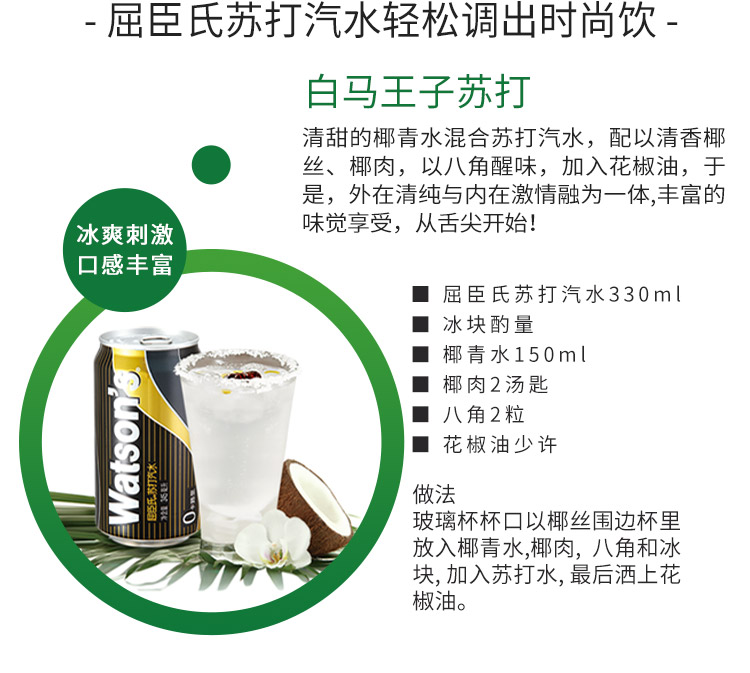 - 屈臣氏苏打汽水轻松调出时尚饮 -
白马王子苏打
清甜的椰青水混合苏打汽水，配以清香椰
丝、椰肉，以八角醒味，加入花椒油，于
是，外在清纯与内在激情融为一体,丰富的
味觉享受，从舌尖开始！
冰爽刺激
口感丰富
■ 屈臣氏苏打汽水330ml
■ 冰块酌量
■ 椰青水150ml
■ 椰肉2汤匙
■ 八角2粒
■ 花椒油少许
Watson's
屈臣氏苏打汽水
0
做法
玻璃杯杯口以椰丝围边杯里
放入椰青水,椰肉, 八角和冰
块, 加入苏打水, 最后洒上花
椒油。